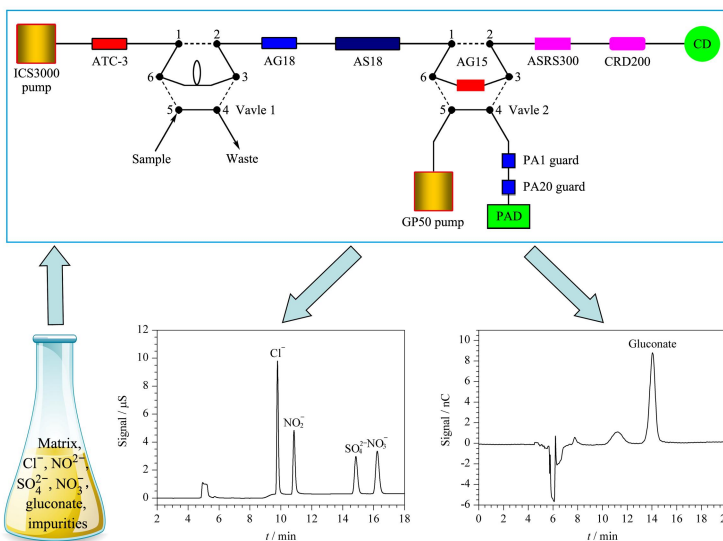 1 2 1 2
CD
ICS3000
pump
ATC-3
AG18
AS18
AG15
ASRS300
CRD200
6 3 6 3
5 4 Vavle 1
5 4 Vavle 2
Sample
Waste
PA1 guard
PA20 guard
GP50 pump
PAD
Matrix,
Cl⁻, NO²⁻,
SO₄²⁻, NO₃⁻,
gluconate,
impurities
12
10
8
6
4
2
0
Signal / μS
Cl⁻
NO₂⁻
SO₄²⁻ NO₃⁻
2 4 6 8 10 12 14 16 18
t / min
10
8
6
4
2
0
-2
-4
-6
Signal / nC
Gluconate
0 2 4 6 8 10 12 14 16 18
t / min